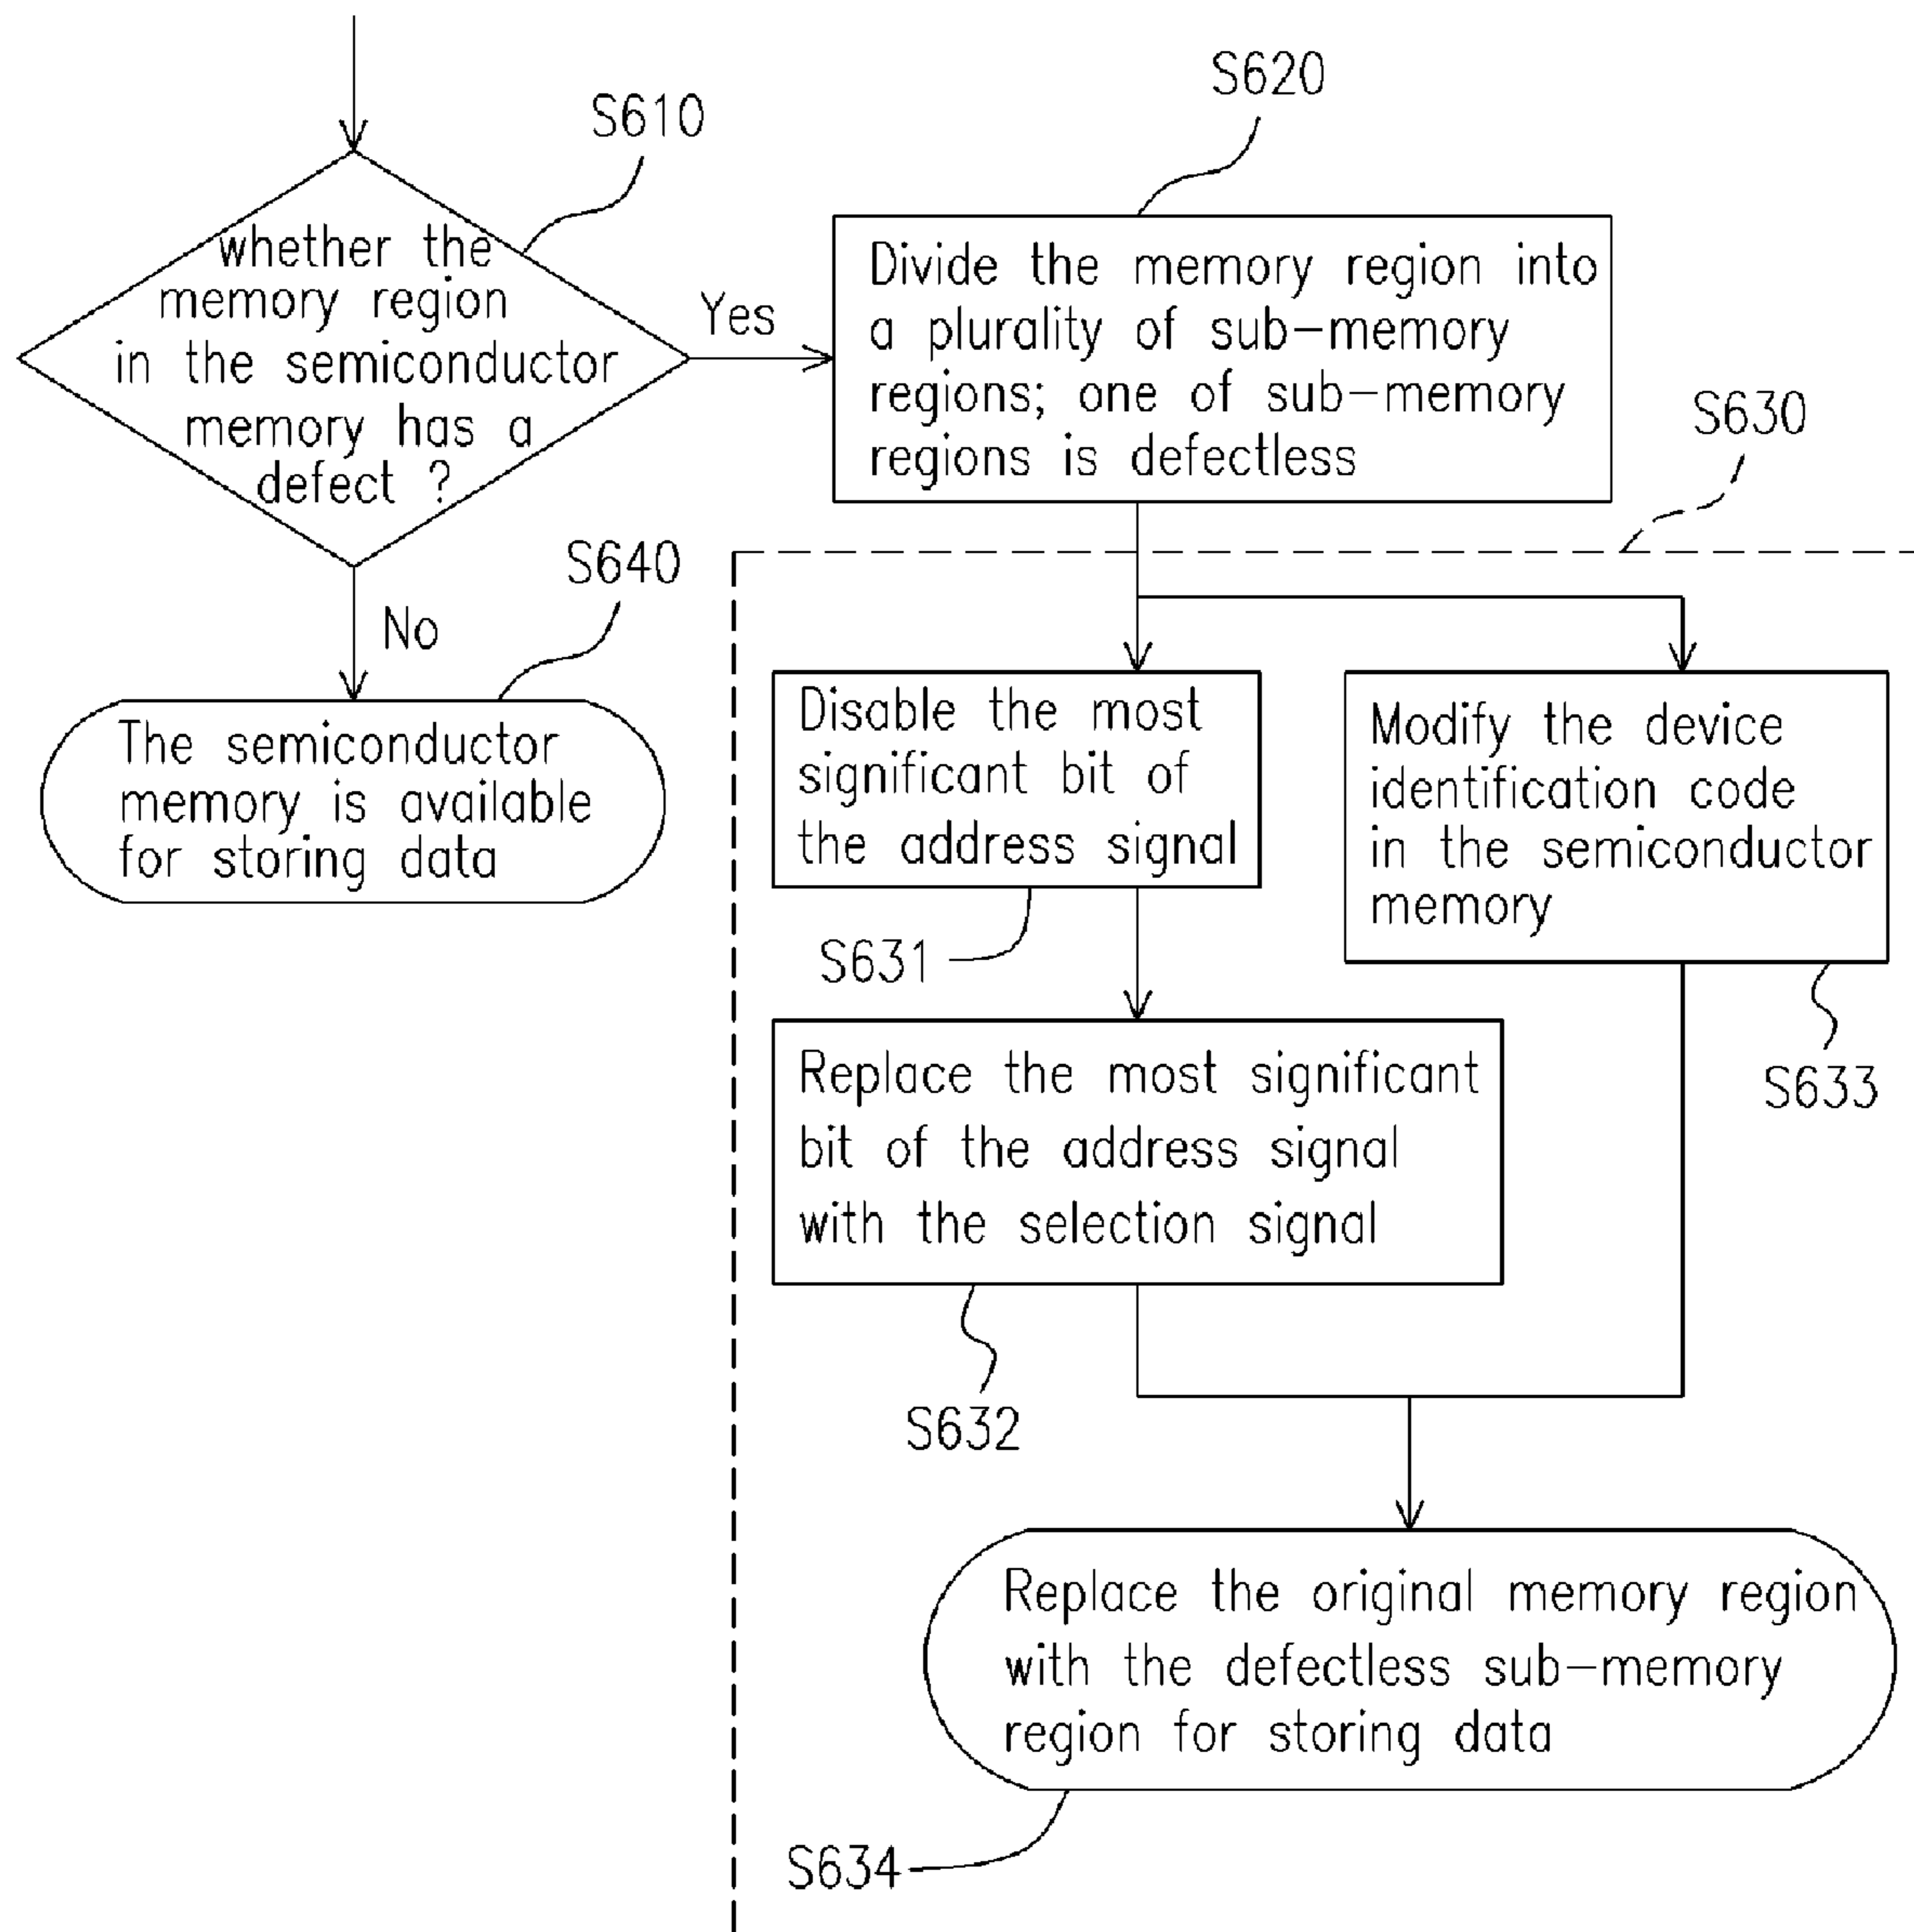 S610
whether the
memory region
in the semiconductor
memory has a
defect ?
Yes
No
S620
Divide the memory region into
a plurality of sub-memory
regions; one of sub-memory
regions is defectless
S640
The semiconductor
memory is available
for storing data
S630
Disable the most
significant bit of
the address signal
S631
Modify the device
identification code
in the semiconductor
memory
S633
Replace the most significant
bit of the address signal
with the selection signal
S632
Replace the original memory region
with the defectless sub-memory
region for storing data
S634